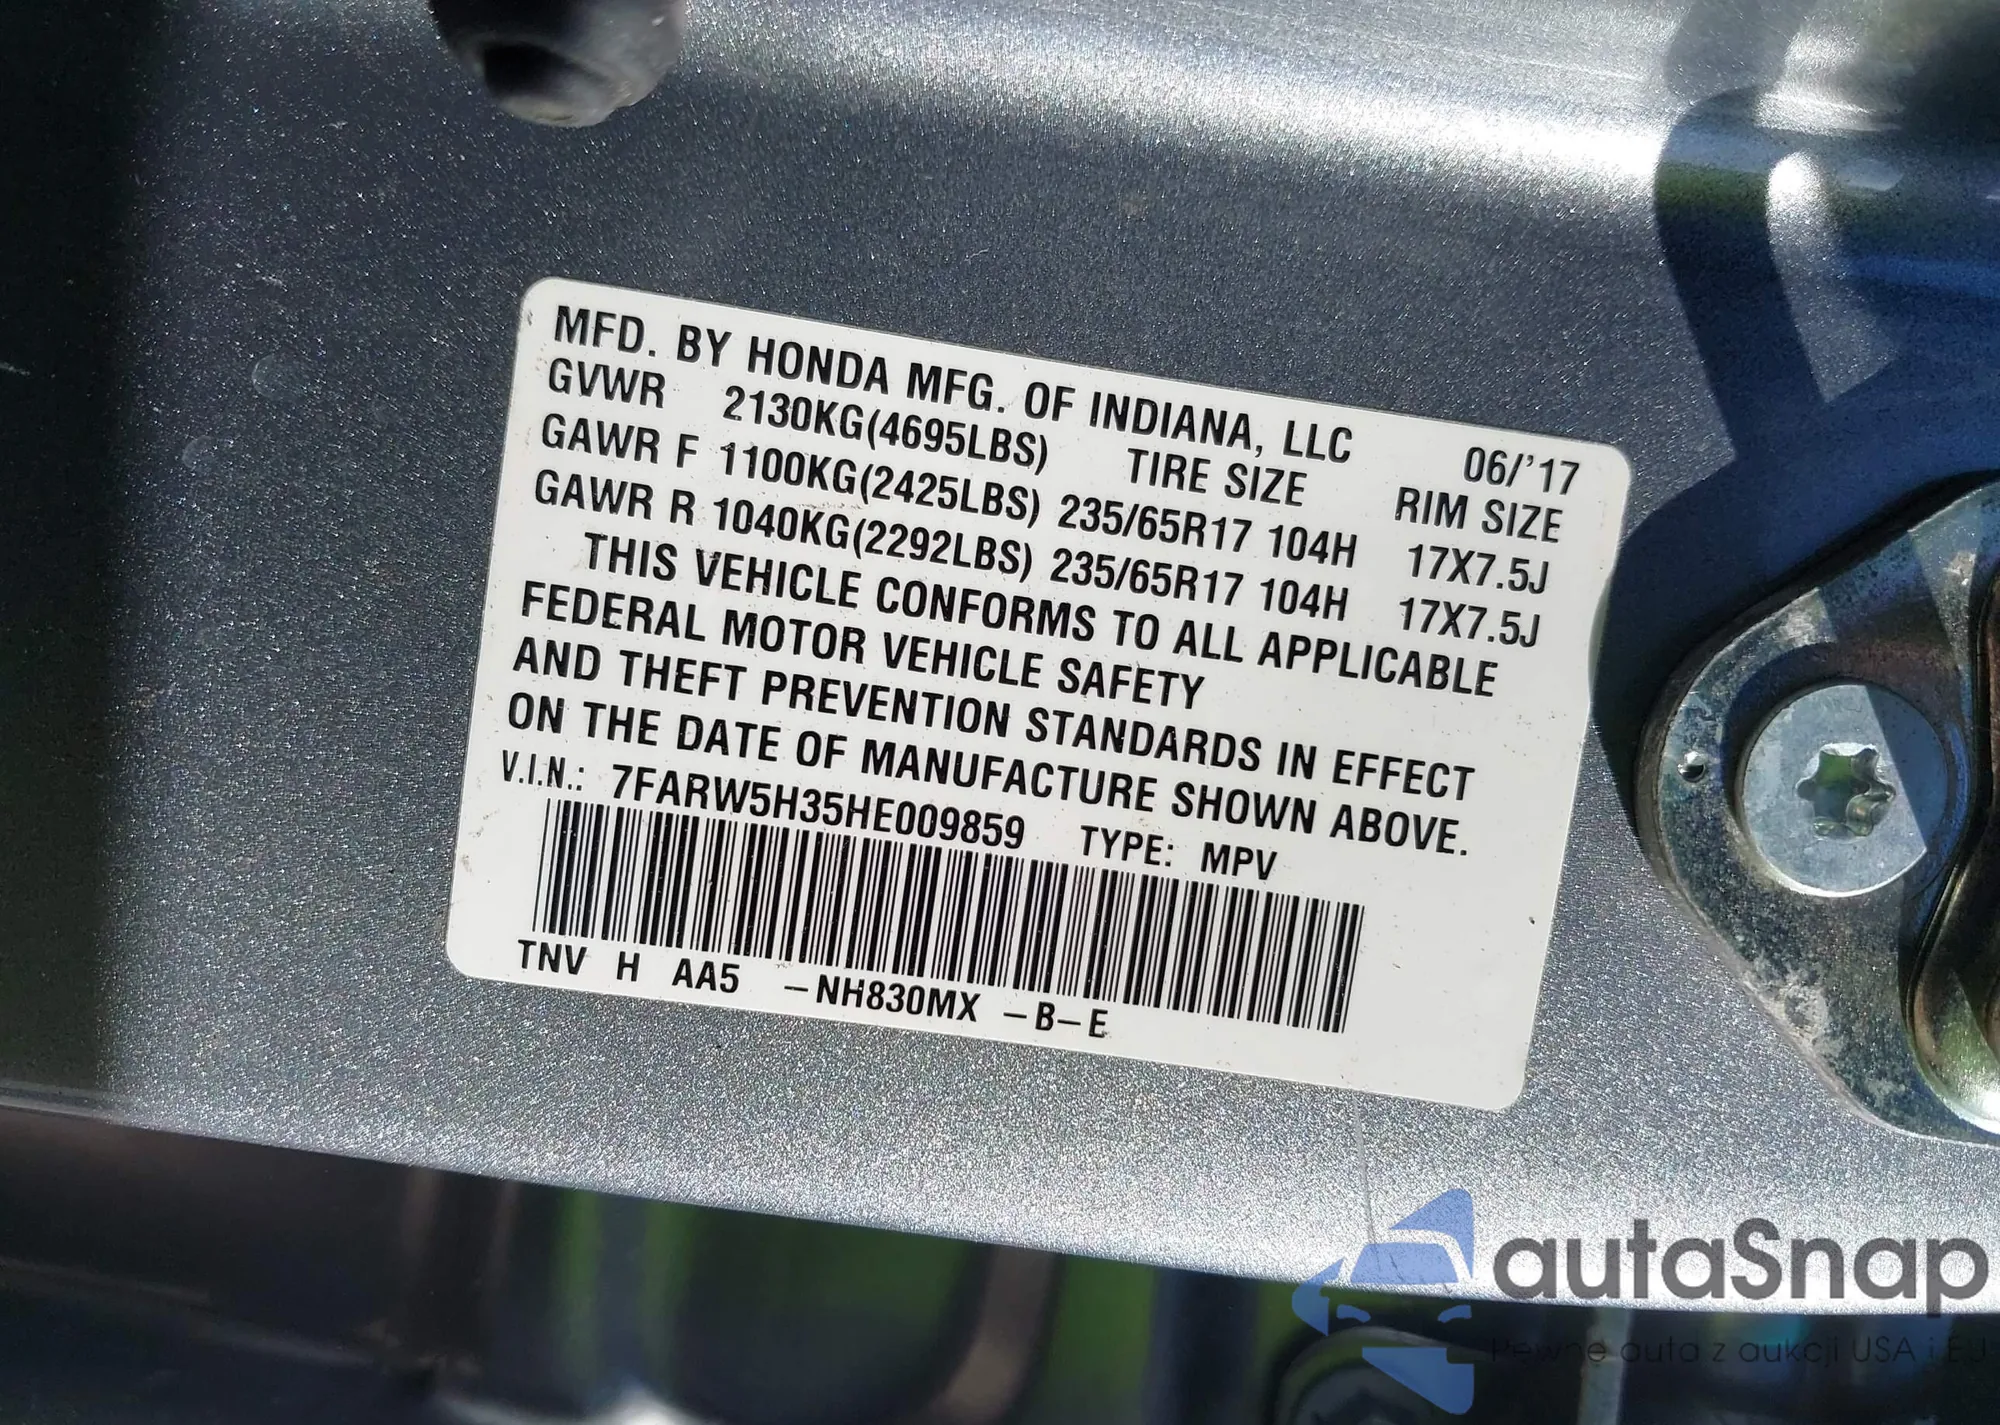 MFD. BY HONDA MFG. OF INDIANA, LLC 06/'17
GVWR 2130KG(4695LBS) TIRE SIZE RIM SIZE
GAWR F 1100KG(2425LBS) 235/65R17 104H 17X7.5J
GAWR R 1040KG(2292LBS) 235/65R17 104H 17X7.5J
THIS VEHICLE CONFORMS TO ALL APPLICABLE
FEDERAL MOTOR VEHICLE SAFETY
AND THEFT PREVENTION STANDARDS IN EFFECT
ON THE DATE OF MANUFACTURE SHOWN ABOVE.
V.I.N.: 7FARW5H35HE009859 TYPE: MPV
TNV H AA5 -NH830MX -B-E
autaSnap
Pewne auta z aukcji USA i EU